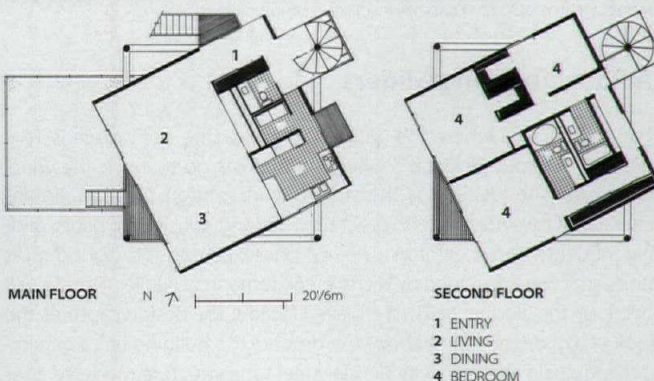 1
2
3
4
4
4
MAIN FLOOR
N
20'/6m
SECOND FLOOR
1 ENTRY
2 LIVING
3 DINING
4 BEDROOM